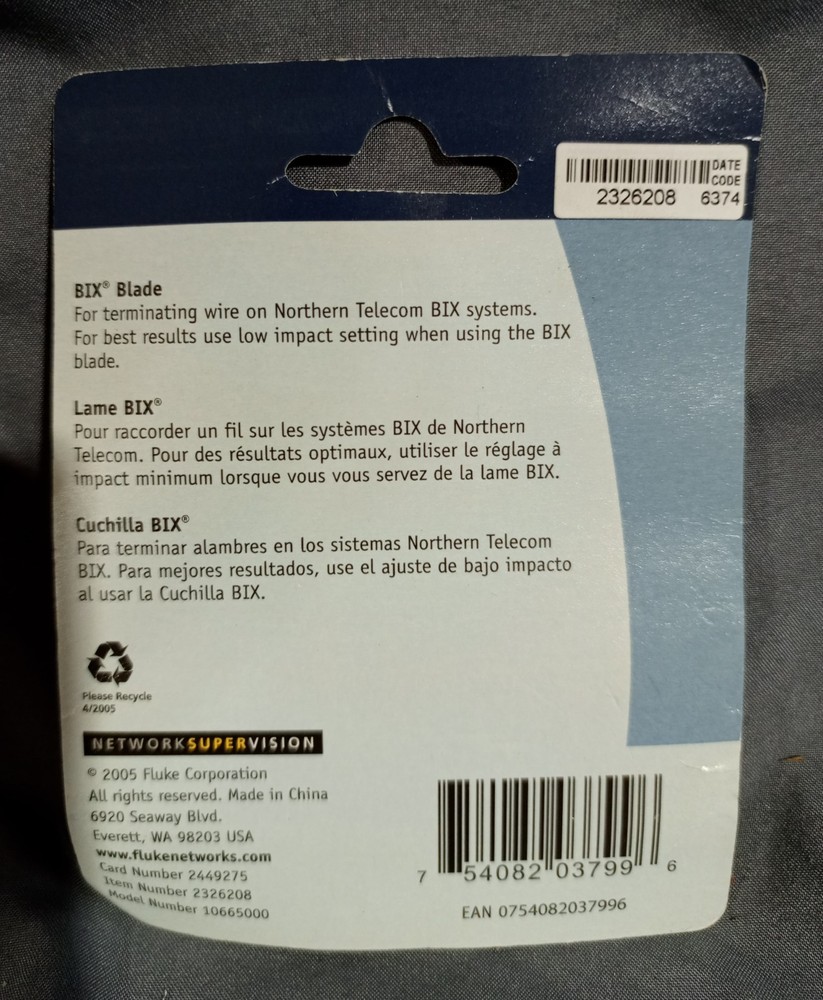 DATE
CODE
2326208 6374
BIX® Blade
For terminating wire on Northern Telecom BIX systems.
For best results use low impact setting when using the BIX
blade.
Lame BIX®
Pour raccorder un fil sur les systèmes BIX de Northern
Telecom. Pour des résultats optimaux, utiliser le réglage à
impact minimum lorsque vous vous servez de la lame BIX.
Cuchilla BIX®
Para terminar alambres en los sistemas Northern Telecom
BIX. Para mejores resultados, use el ajuste de bajo impacto
al usar la Cuchilla BIX.
Please Recycle
4/2005
NETWORKSUPERVISION
© 2005 Fluke Corporation
All rights reserved. Made in China
6920 Seaway Blvd.
Everett, WA 98203 USA
www.flukenetworks.com
Card Number 2449275
Item Number 2326208
Model Number 10665000
7 54082 03799 6
EAN 0754082037996